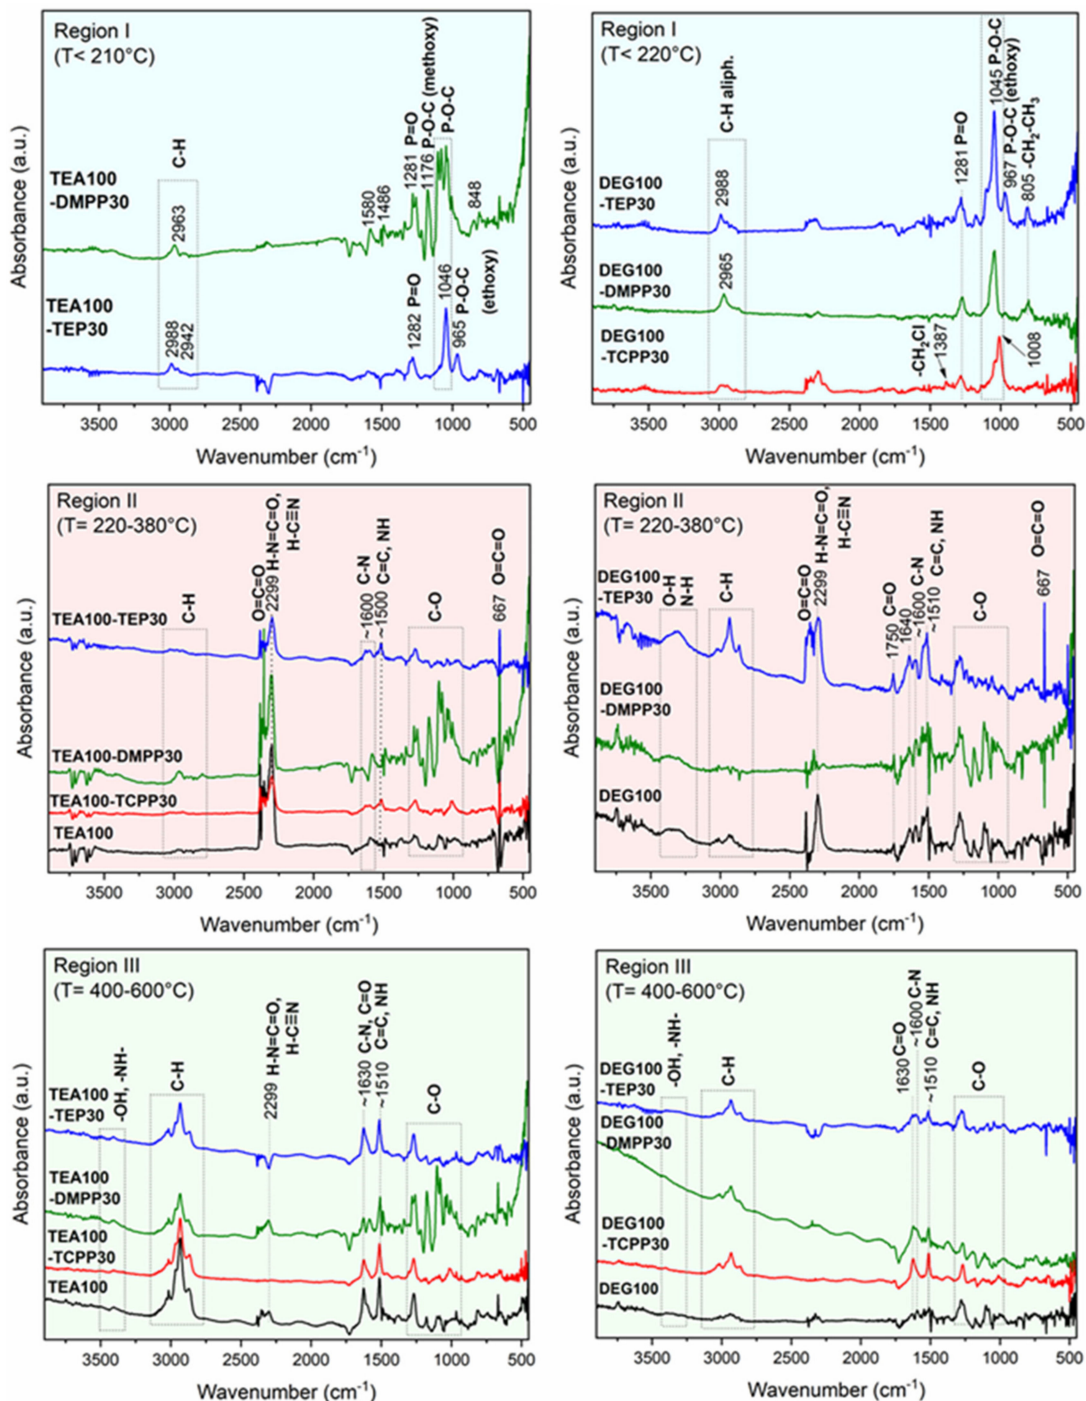 Region I
(T< 210°C)
Absorbance (a.u.)
TEA100
-DMPP30
TEA100
-TEP30
C-H
2963
2988
2942
1580
1486
1281 P=O
1176 P-O-C (methoxy)
P-O-C
848
1282 P=O
1046
965 P-O-C
(ethoxy)
3500 3000 2500 2000 1500 1000 500
Wavenumber (cm-1)
Region I
(T< 220°C)
Absorbance (a.u.)
DEG100
-TEP30
DEG100
-DMPP30
DEG100
-TCPP30
C-H aliph.
2988
2965
1281 P=O
1045 P-O-C
967 P-O-C (ethoxy)
805 -CH2-CH3
-CH2Cl
1387
1008
3500 3000 2500 2000 1500 1000 500
Wavenumber (cm-1)
Region II
(T= 220-380°C)
Absorbance (a.u.)
TEA100-TEP30
TEA100-DMPP30
TEA100-TCPP30
TEA100
C-H
O=C=O
2299 H-N=C=O,
H-C≡N
~1600 C-N
~1500 C=C, NH
C-O
667 O=C=O
3500 3000 2500 2000 1500 1000 500
Wavenumber (cm-1)
Region II
(T= 220-380°C)
Absorbance (a.u.)
DEG100
-TEP30
DEG100
-DMPP30
DEG100
O-H
N-H
C-H
O=C=O
2299 H-N=C=O,
H-C≡N
1750 C=O
1640
~1600 C-N
~1510 C=C, NH
C-O
667 O=C=O
3500 3000 2500 2000 1500 1000 500
Wavenumber (cm-1)
Region III
(T= 400-600°C)
Absorbance (a.u.)
TEA100
-TEP30
TEA100
-DMPP30
TEA100
-TCPP30
TEA100
-OH, -NH-
C-H
2299 H-N=C=O,
H-C≡N
~1630 C-N, C=O
~1510 C=C, NH
C-O
3500 3000 2500 2000 1500 1000 500
Wavenumber (cm-1)
Region III
(T= 400-600°C)
Absorbance (a.u.)
DEG100
-TEP30
DEG100
-DMPP30
DEG100
-TCPP30
DEG100
-OH, -NH-
C-H
1630 C=O
~1600 C-N
~1510 C=C, NH
C-O
3500 3000 2500 2000 1500 1000 500
Wavenumber (cm-1)